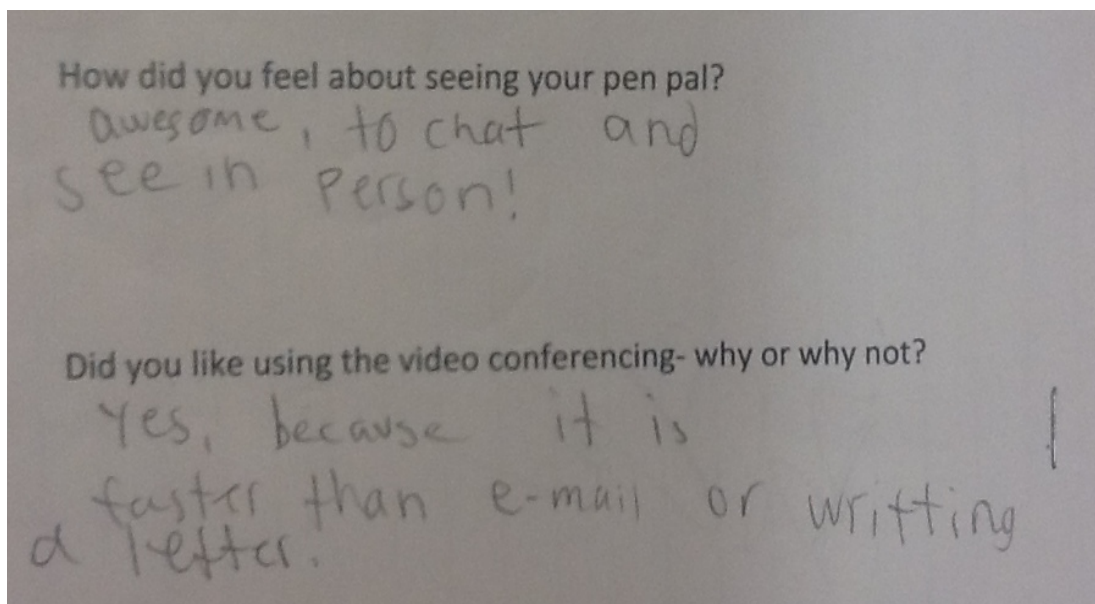 How did you feel about seeing your pen pal?
awesome, to chat and
see in person!
Did you like using the video conferencing- why or why not?
Yes, because it is
faster than e-mail or writting
a letter.